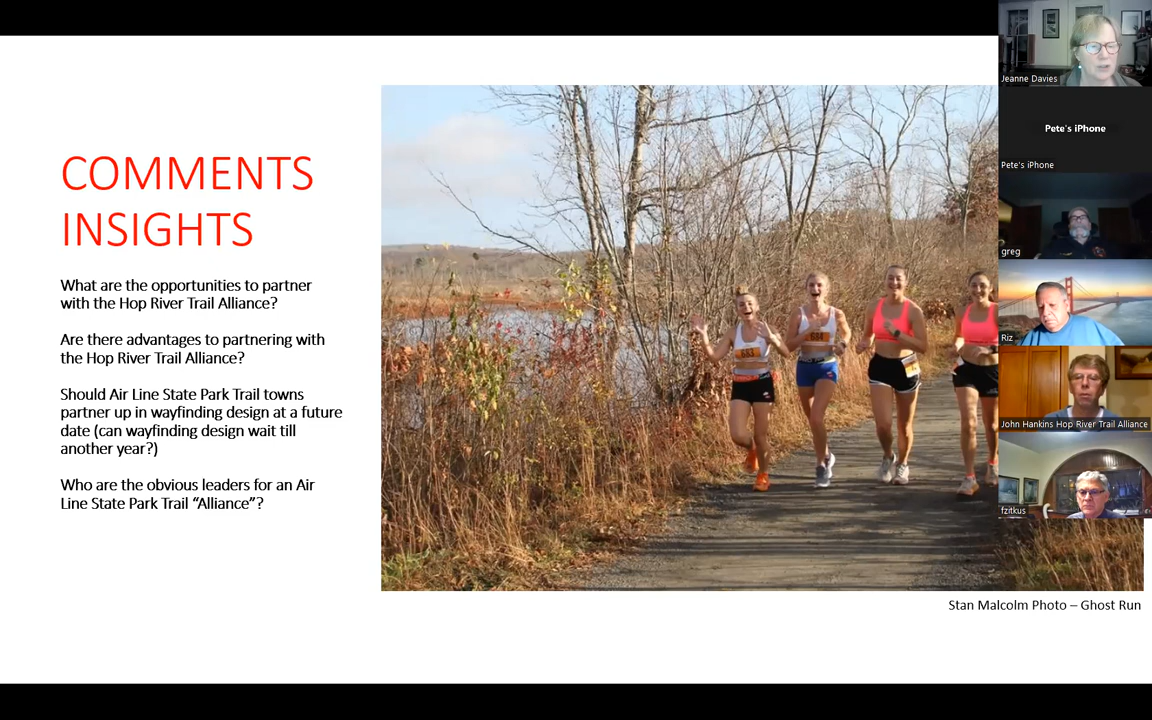 COMMENTS
INSIGHTS
What are the opportunities to partner
with the Hop River Trail Alliance?
Are there advantages to partnering with
the Hop River Trail Alliance?
Should Air Line State Park Trail towns
partner up in wayfinding design at a future
date (can wayfinding design wait till
another year?)
Who are the obvious leaders for an Air
Line State Park Trail “Alliance”?
683
684
Stan Malcolm Photo – Ghost Run
Jeanne Davies
Pete's iPhone
Pete's iPhone
greg
Riz
John Hankins Hop River Trail Alliance
fzitkus